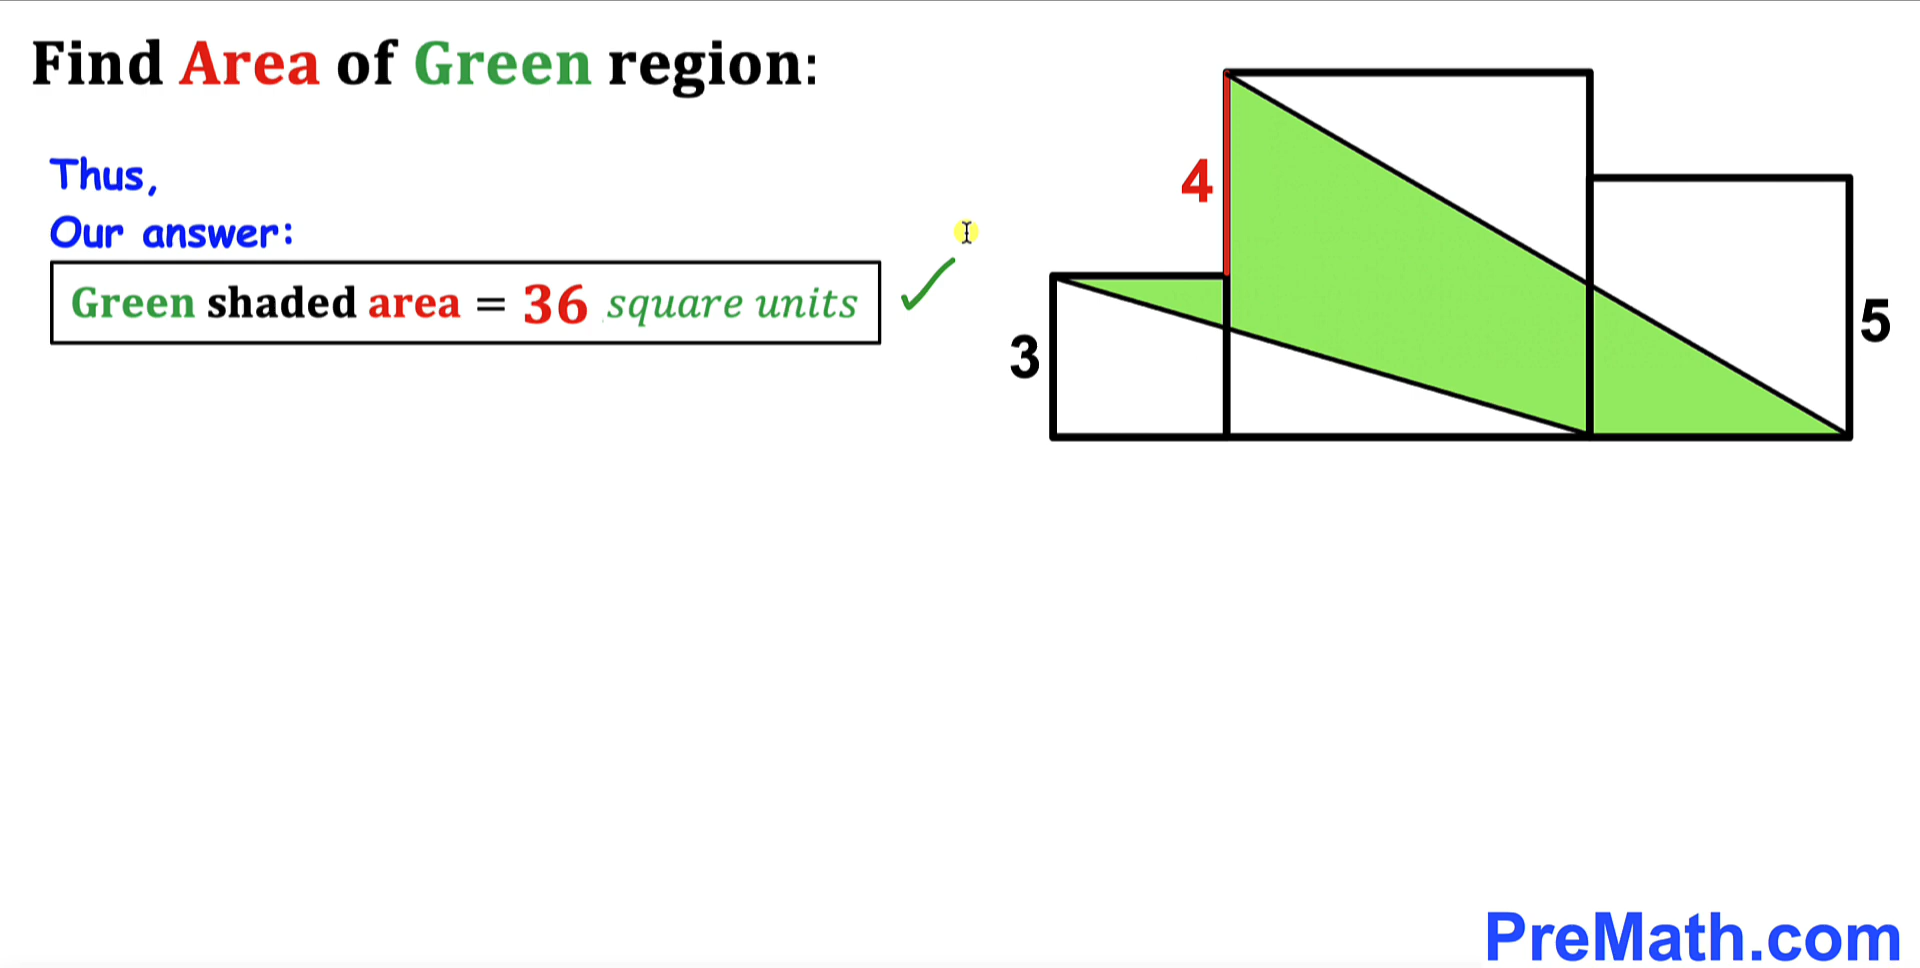 Find Area of Green region:
Thus,
Our answer:
Green shaded area = 36 square units
4
3
5
PreMath.com